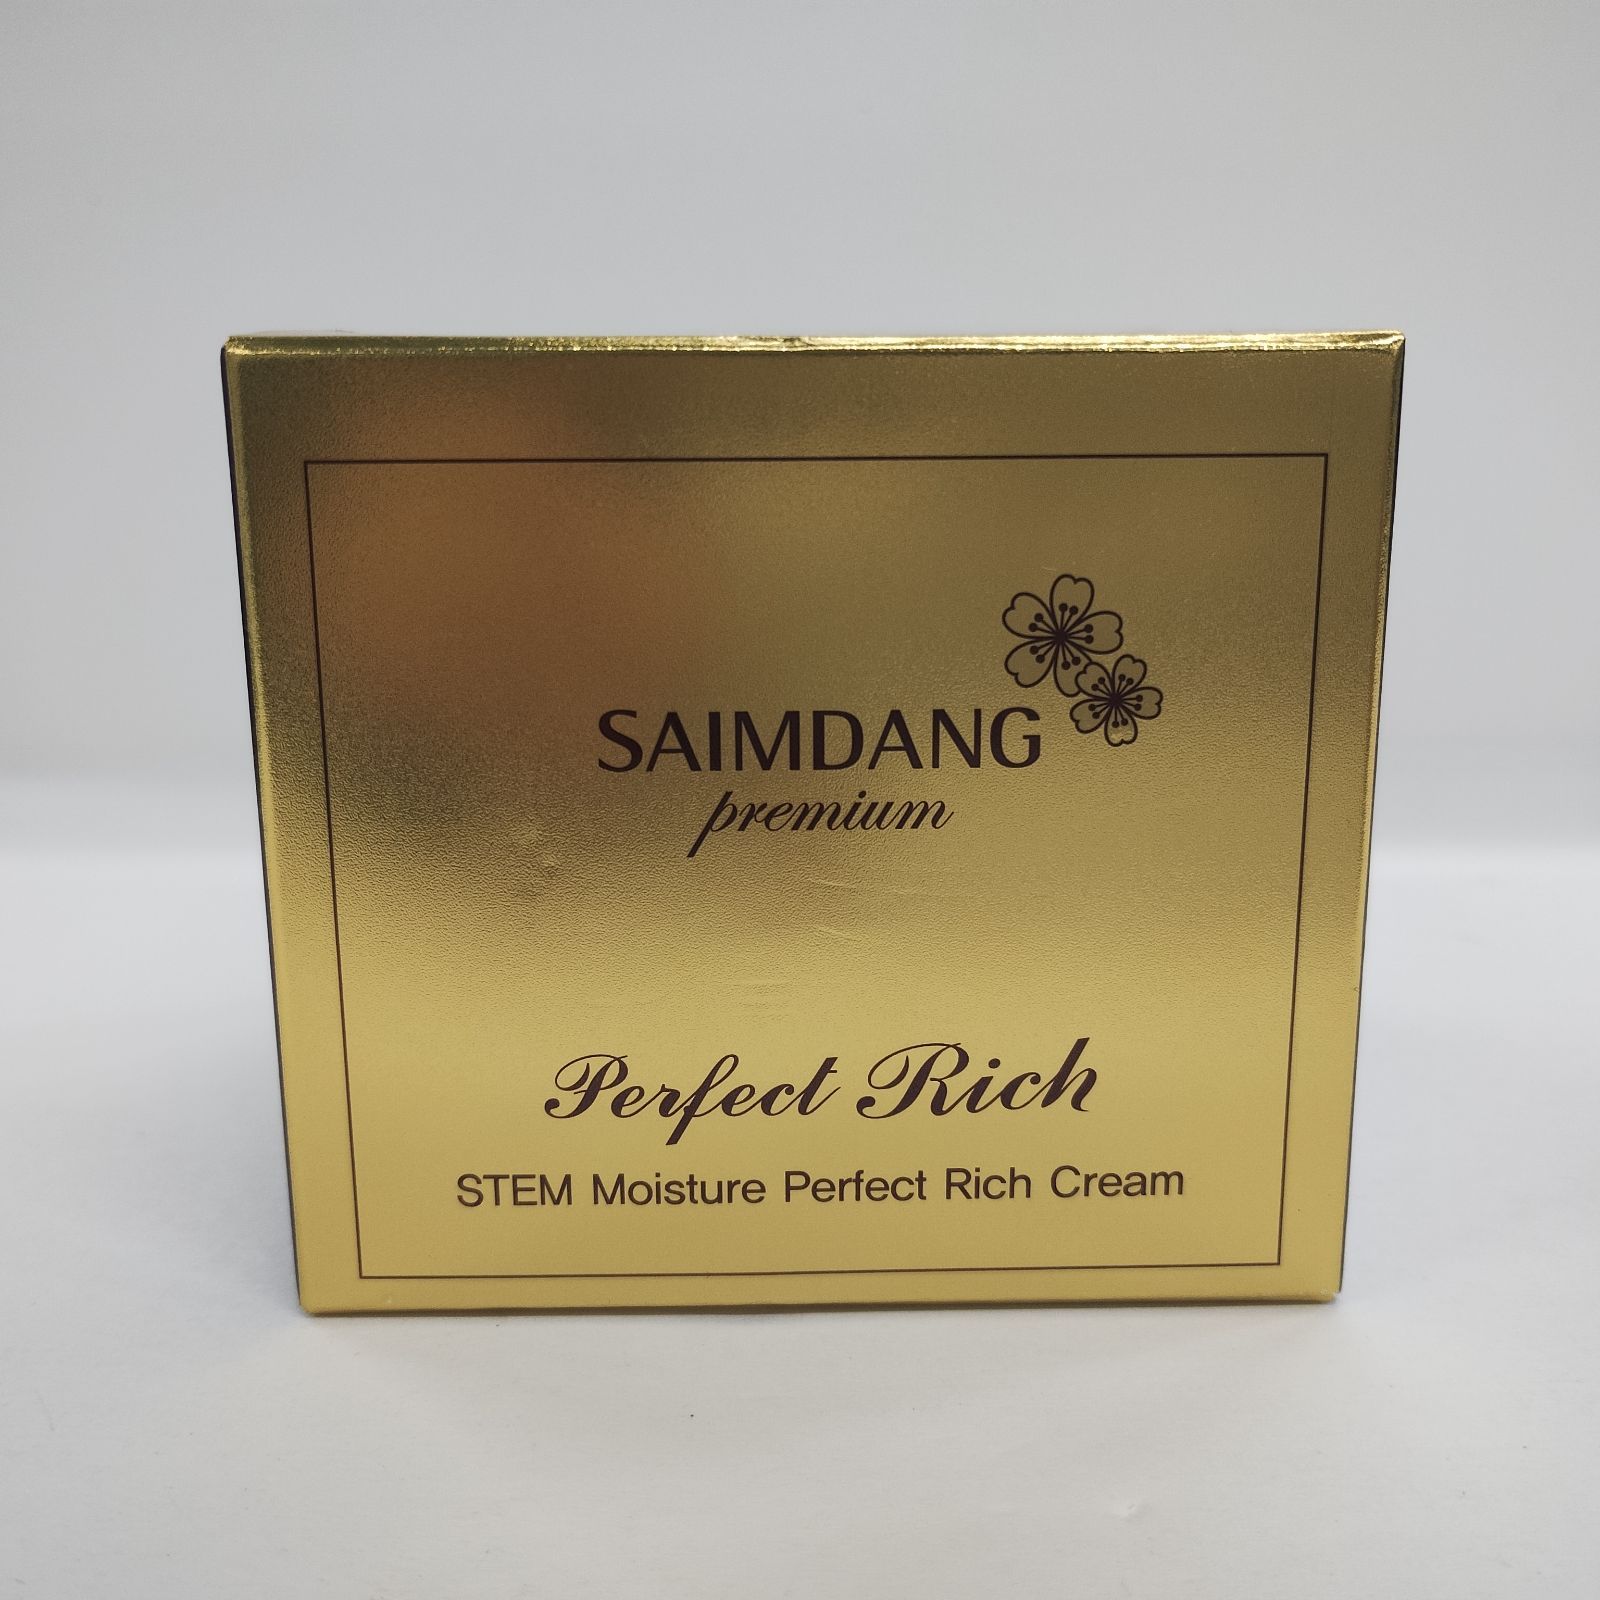 SAIMDANG
premium
Perfect Rich
STEM Moisture Perfect Rich Cream